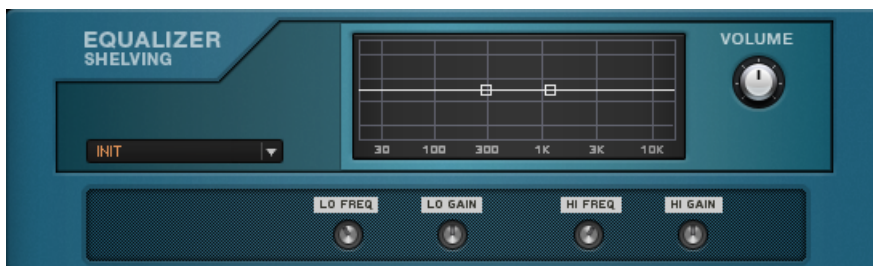 EQUALIZER
SHELVING
VOLUME
INIT
30 100 300 1K 3K 10K
LO FREQ LO GAIN HI FREQ HI GAIN